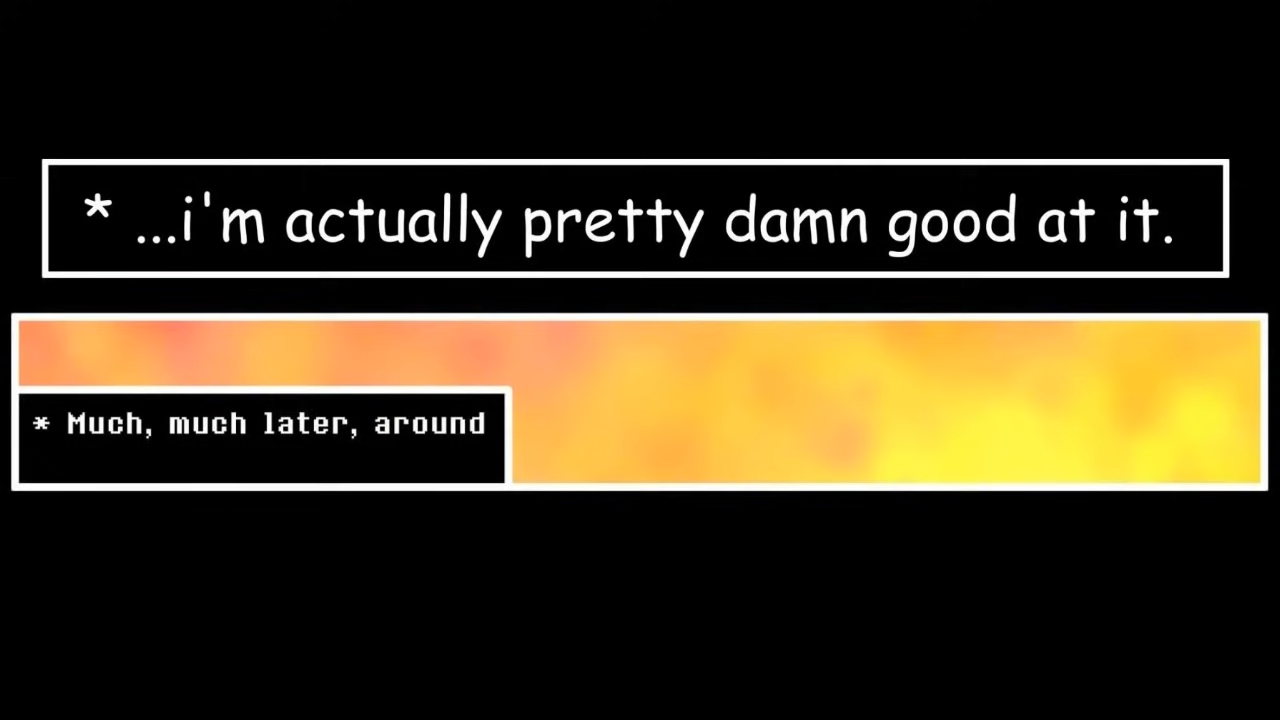 * ...i'm actually pretty damn good at it.
* Much, much later, around